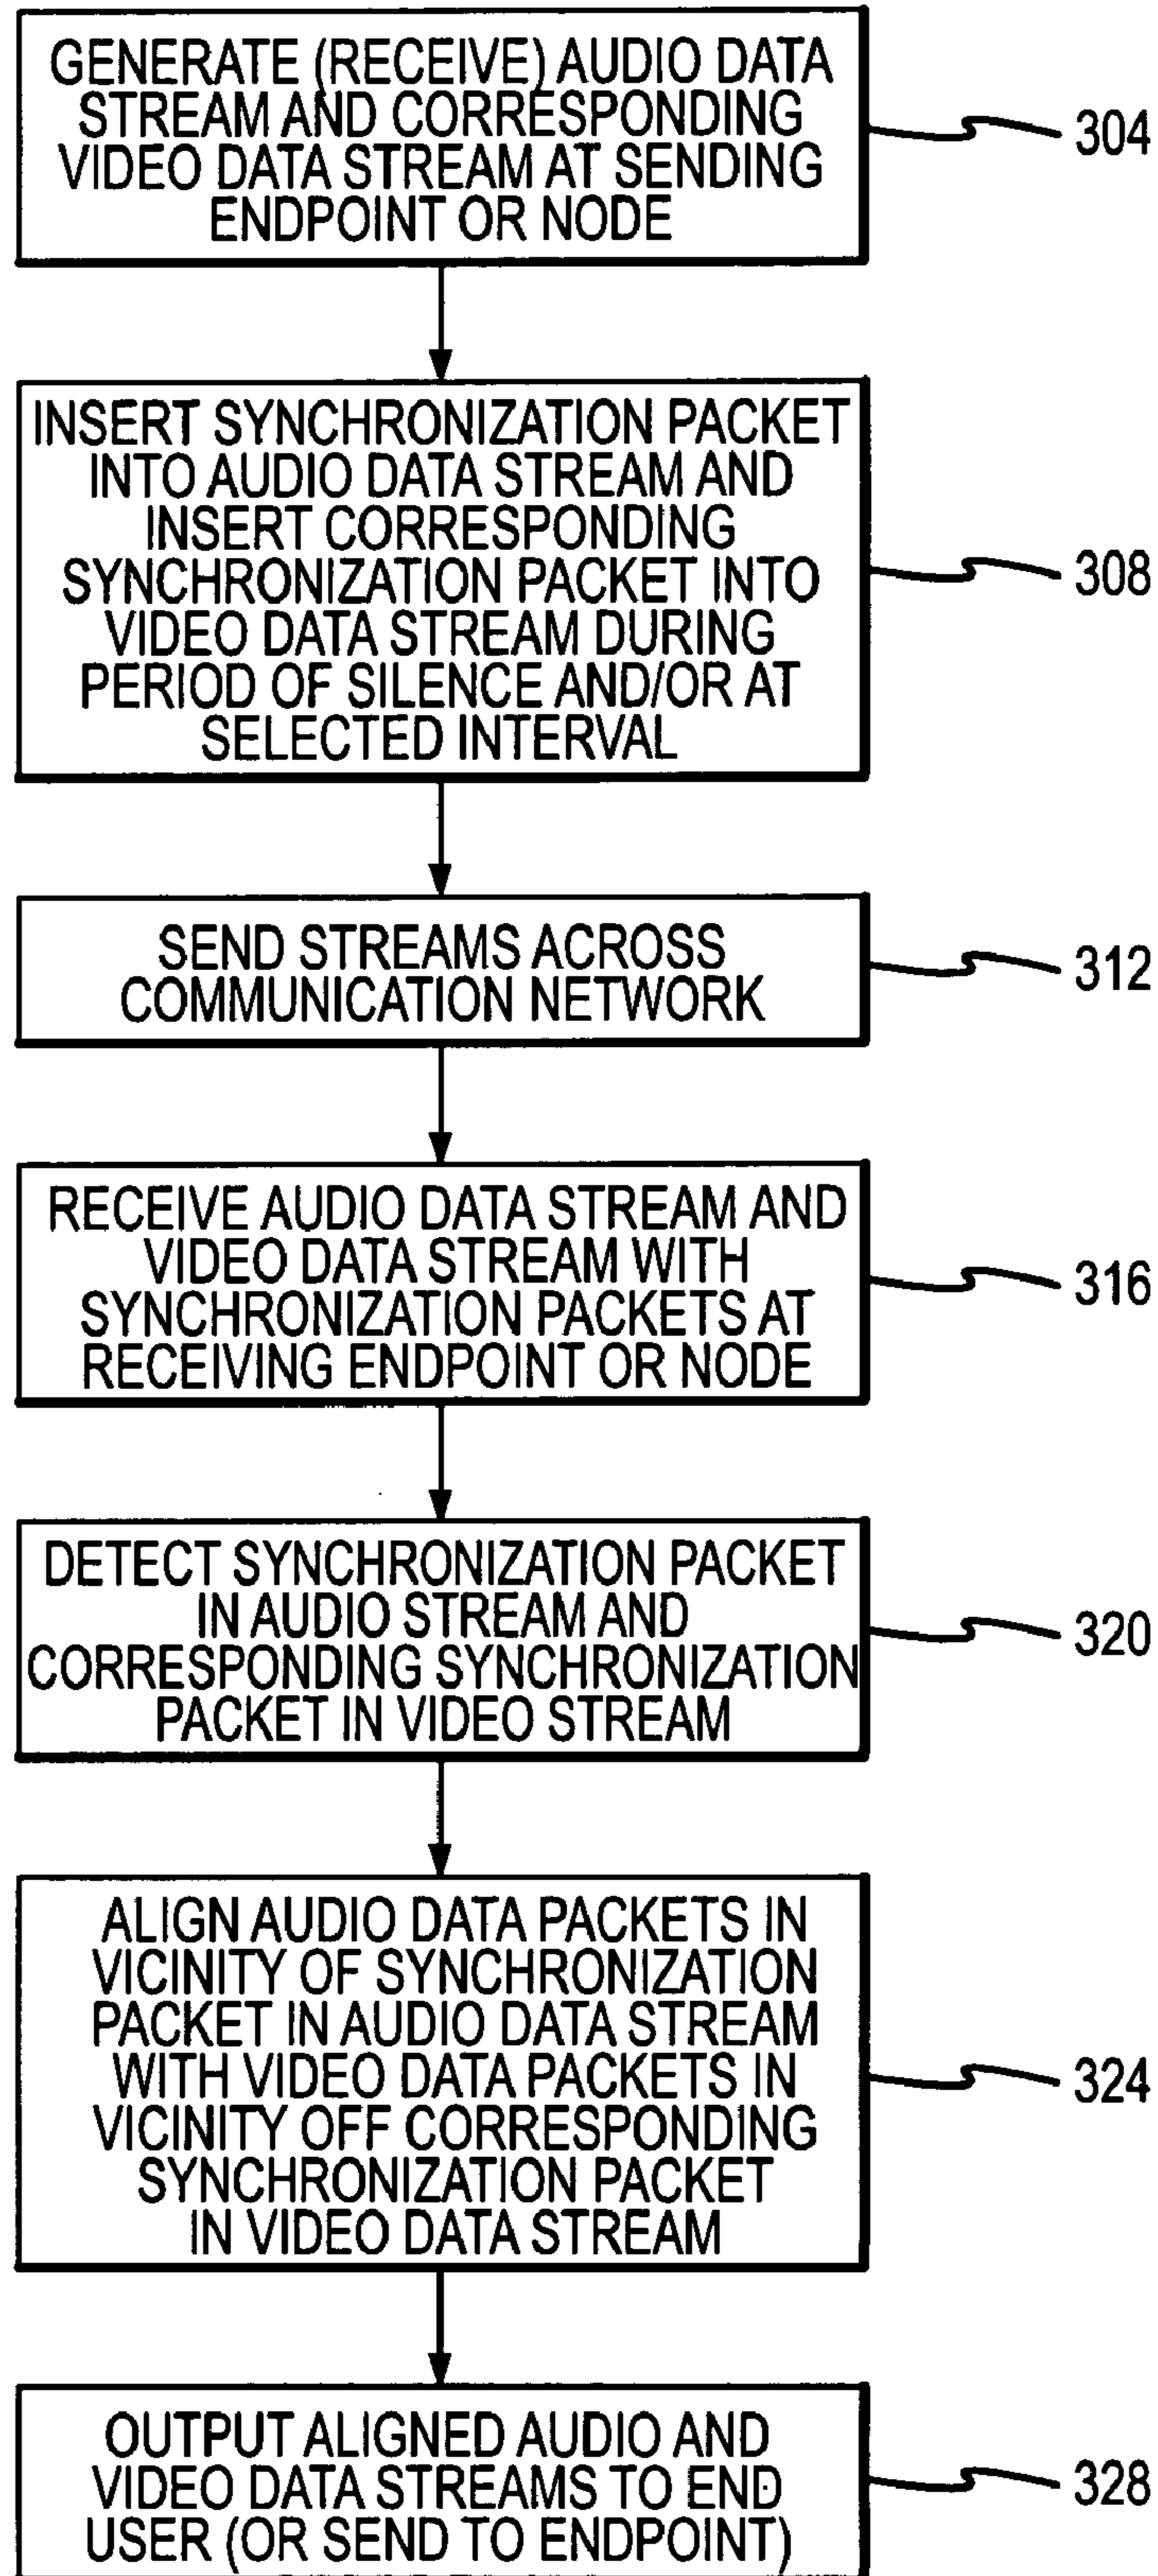 GENERATE (RECEIVE) AUDIO DATA
STREAM AND CORRESPONDING
VIDEO DATA STREAM AT SENDING
ENDPOINT OR NODE
304
INSERT SYNCHRONIZATION PACKET
INTO AUDIO DATA STREAM AND
INSERT CORRESPONDING
SYNCHRONIZATION PACKET INTO
VIDEO DATA STREAM DURING
PERIOD OF SILENCE AND/OR AT
SELECTED INTERVAL
308
SEND STREAMS ACROSS
COMMUNICATION NETWORK
312
RECEIVE AUDIO DATA STREAM AND
VIDEO DATA STREAM WITH
SYNCHRONIZATION PACKETS AT
RECEIVING ENDPOINT OR NODE
316
DETECT SYNCHRONIZATION PACKET
IN AUDIO STREAM AND
CORRESPONDING SYNCHRONIZATION
PACKET IN VIDEO STREAM
320
ALIGN AUDIO DATA PACKETS IN
VICINITY OF SYNCHRONIZATION
PACKET IN AUDIO DATA STREAM
WITH VIDEO DATA PACKETS IN
VICINITY OFF CORRESPONDING
SYNCHRONIZATION PACKET
IN VIDEO DATA STREAM
324
OUTPUT ALIGNED AUDIO AND
VIDEO DATA STREAMS TO END
USER (OR SEND TO ENDPOINT)
328